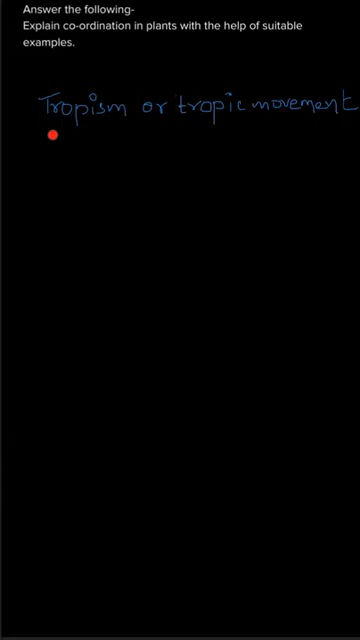 Answer the following-
Explain co-ordination in plants with the help of suitable
examples.
Tropism or tropic movement